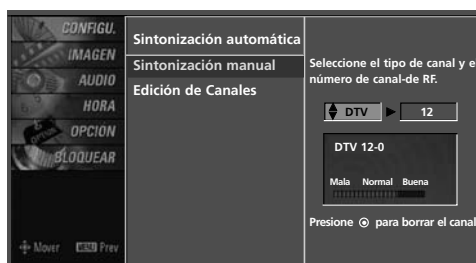 CONFIGU.
IMAGEN
AUDIO
HORA
OPCION
BLOQUEAR
Mover MENU Prev
Sintonización automática
Sintonización manual
Edición de Canales
Seleccione el tipo de canal y e
número de canal-de RF.
DTV 12
DTV 12-0
Mala Normal Buena
Presione para borrar el canal